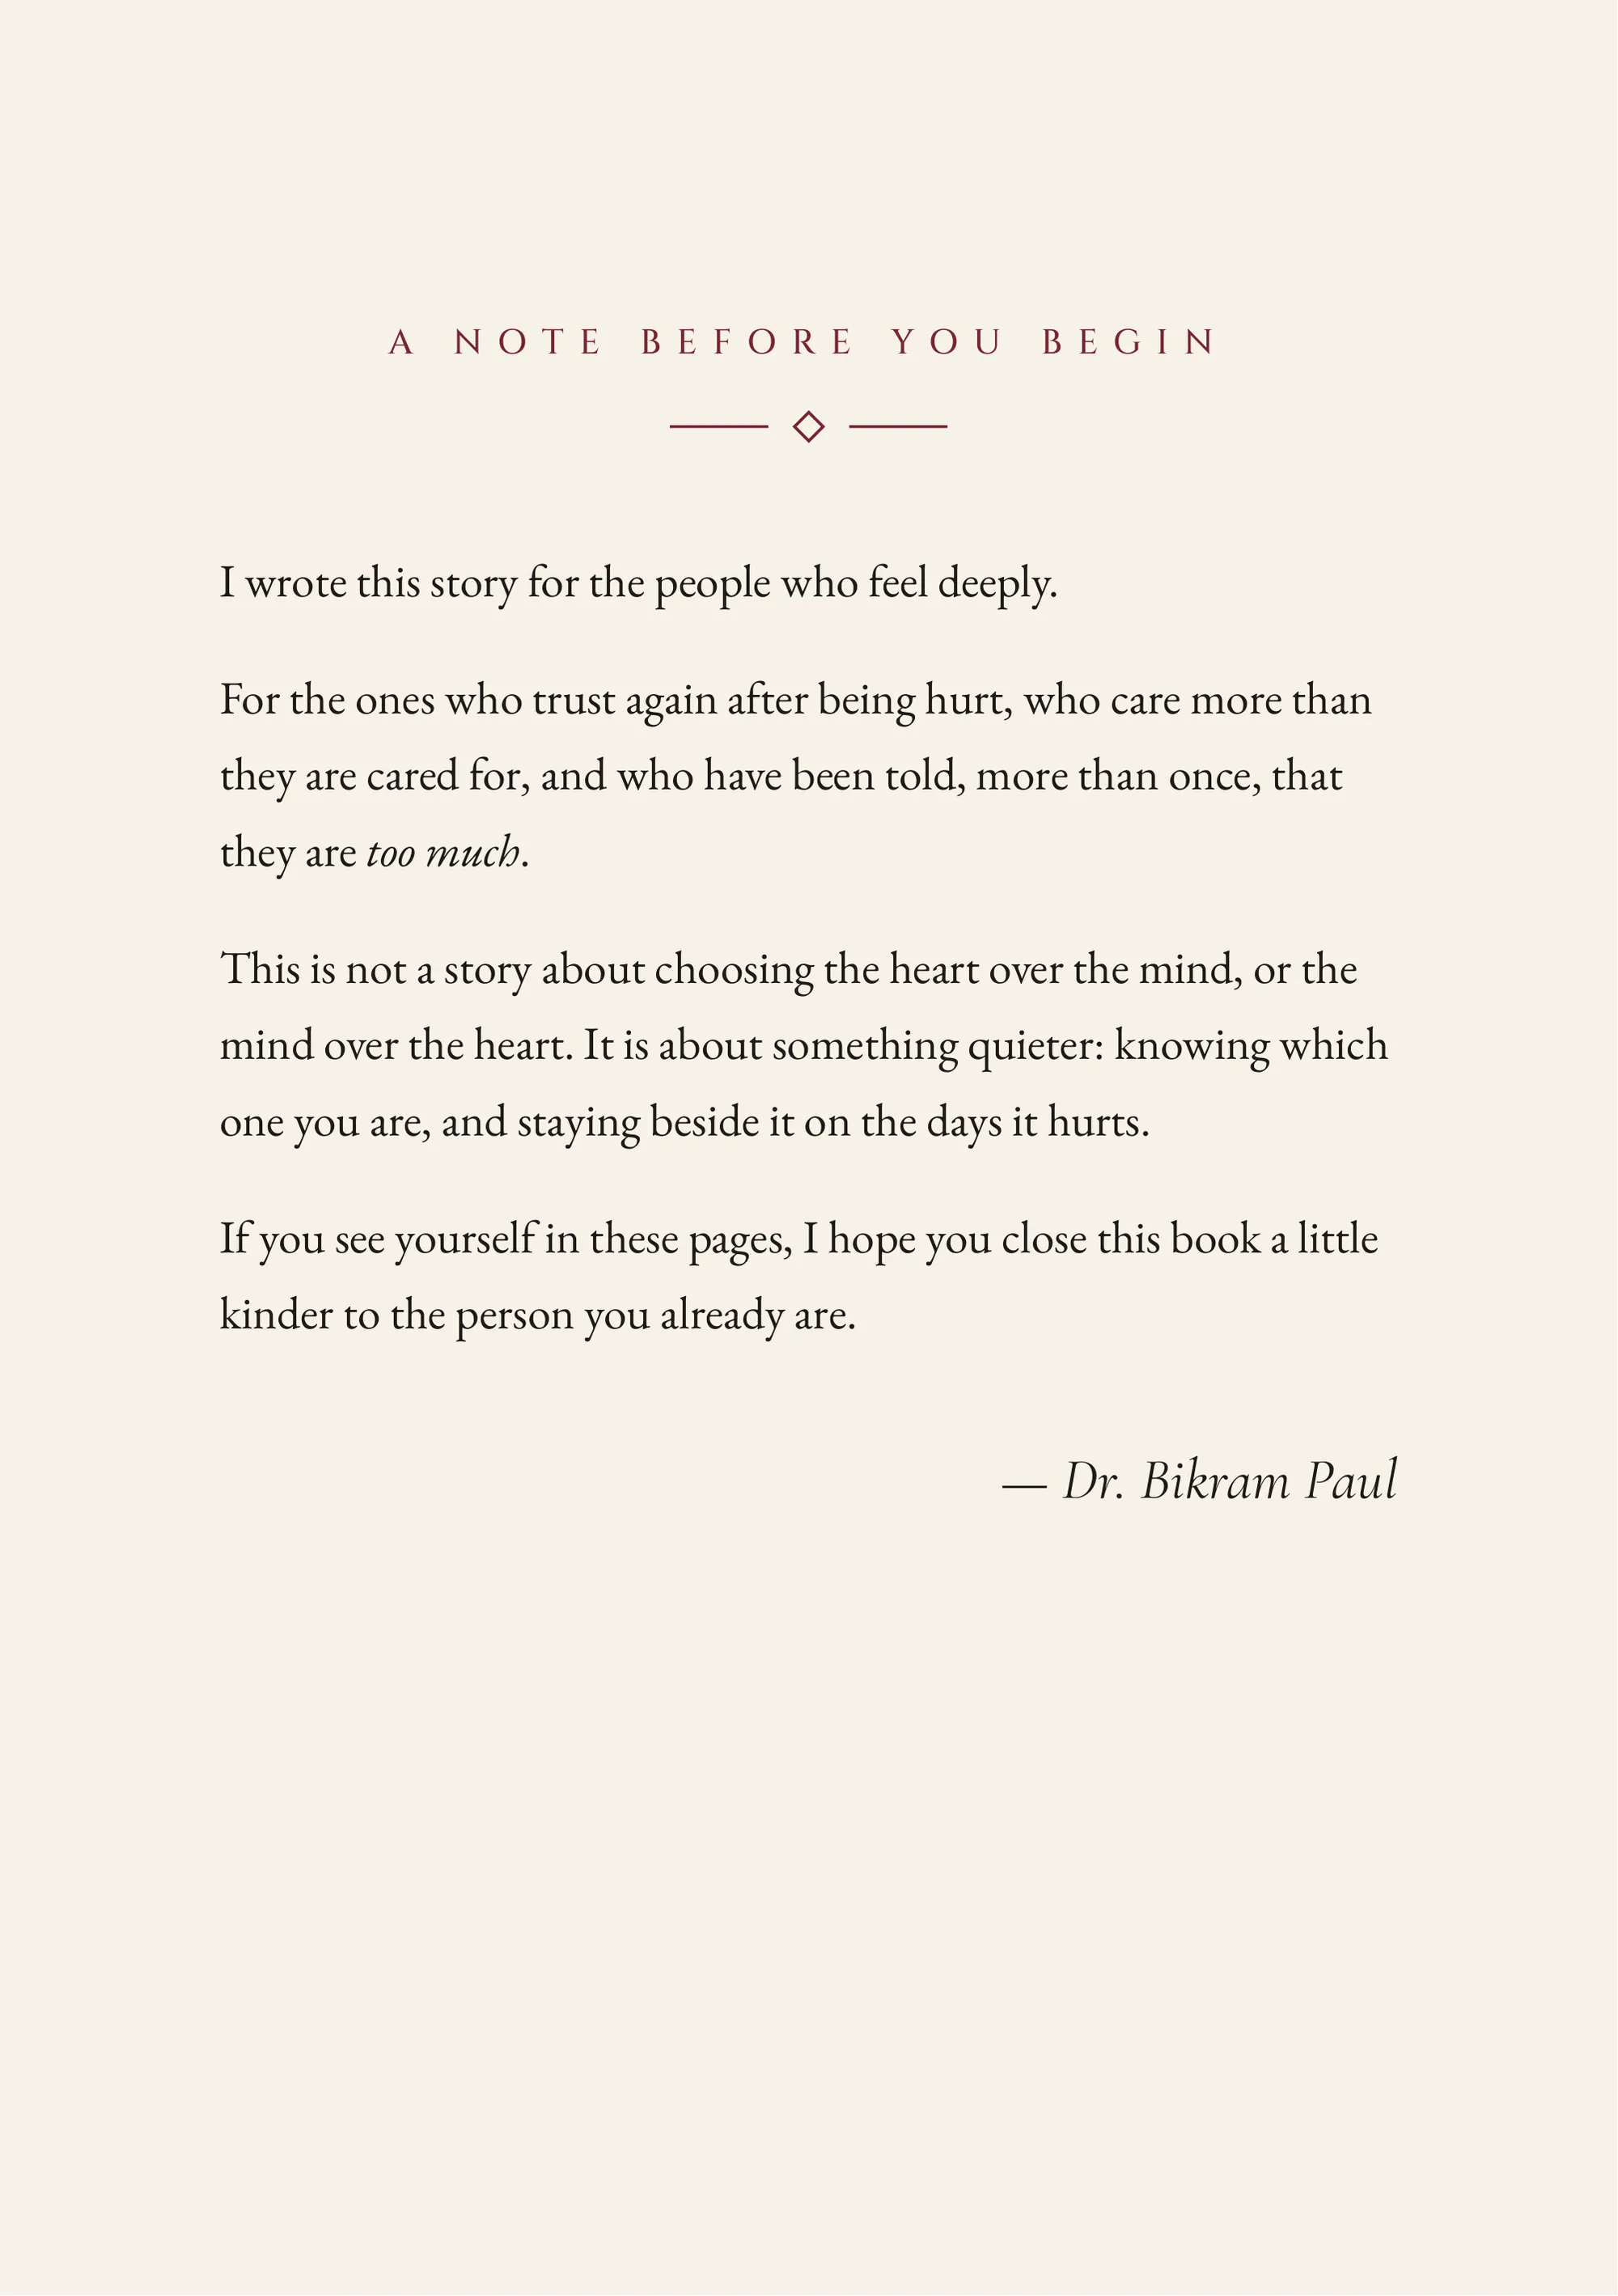 A NOTE BEFORE YOU BEGIN
I wrote this story for the people who feel deeply.
For the ones who trust again after being hurt, who care more than
they are cared for, and who have been told, more than once, that
they are too much.
This is not a story about choosing the heart over the mind, or the
mind over the heart. It is about something quieter: knowing which
one you are, and staying beside it on the days it hurts.
If you see yourself in these pages, I hope you close this book a little
kinder to the person you already are.
— Dr. Bikram Paul